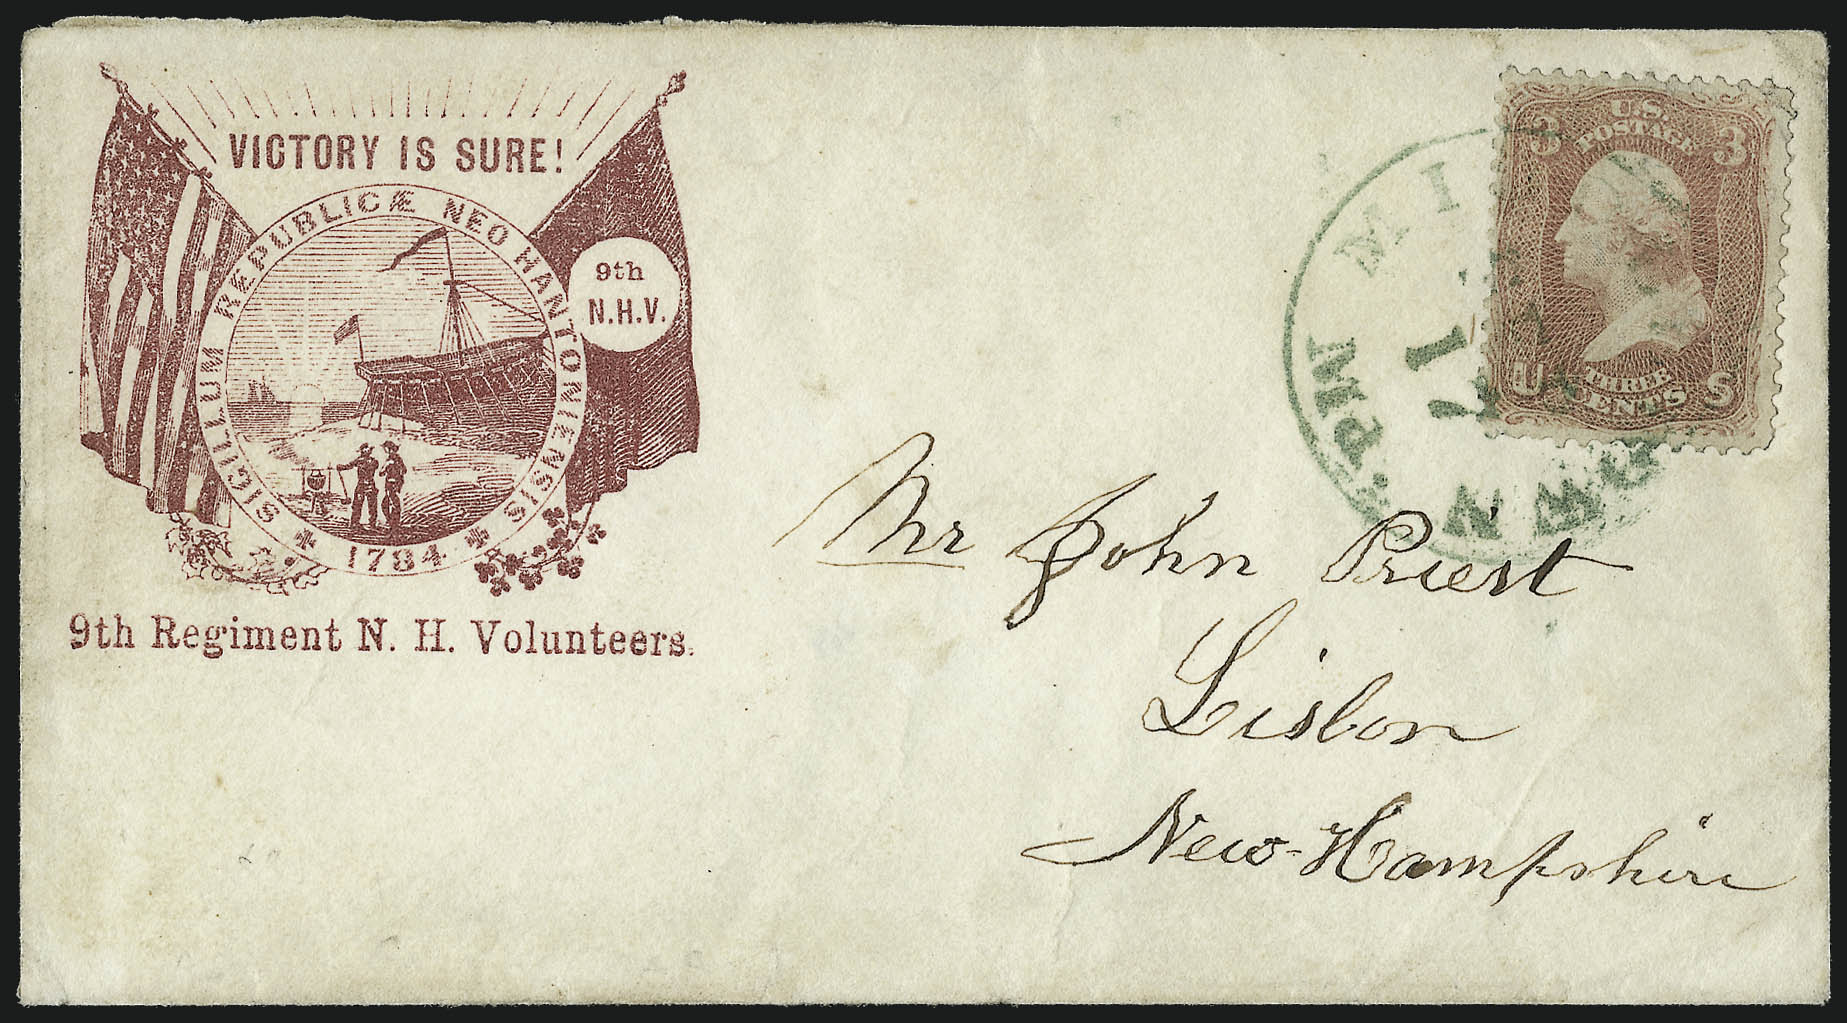 VICTORY IS SURE!
SIGILLUM REPUBLICÆ NEO HANTONIENSIS
1784
9th
N.H.V.
9th Regiment N. H. Volunteers.
3 U.S. 3
POSTAGE
U THREE S
CENTS
17
Mr John Priest
Lisbon
New-Hampshire